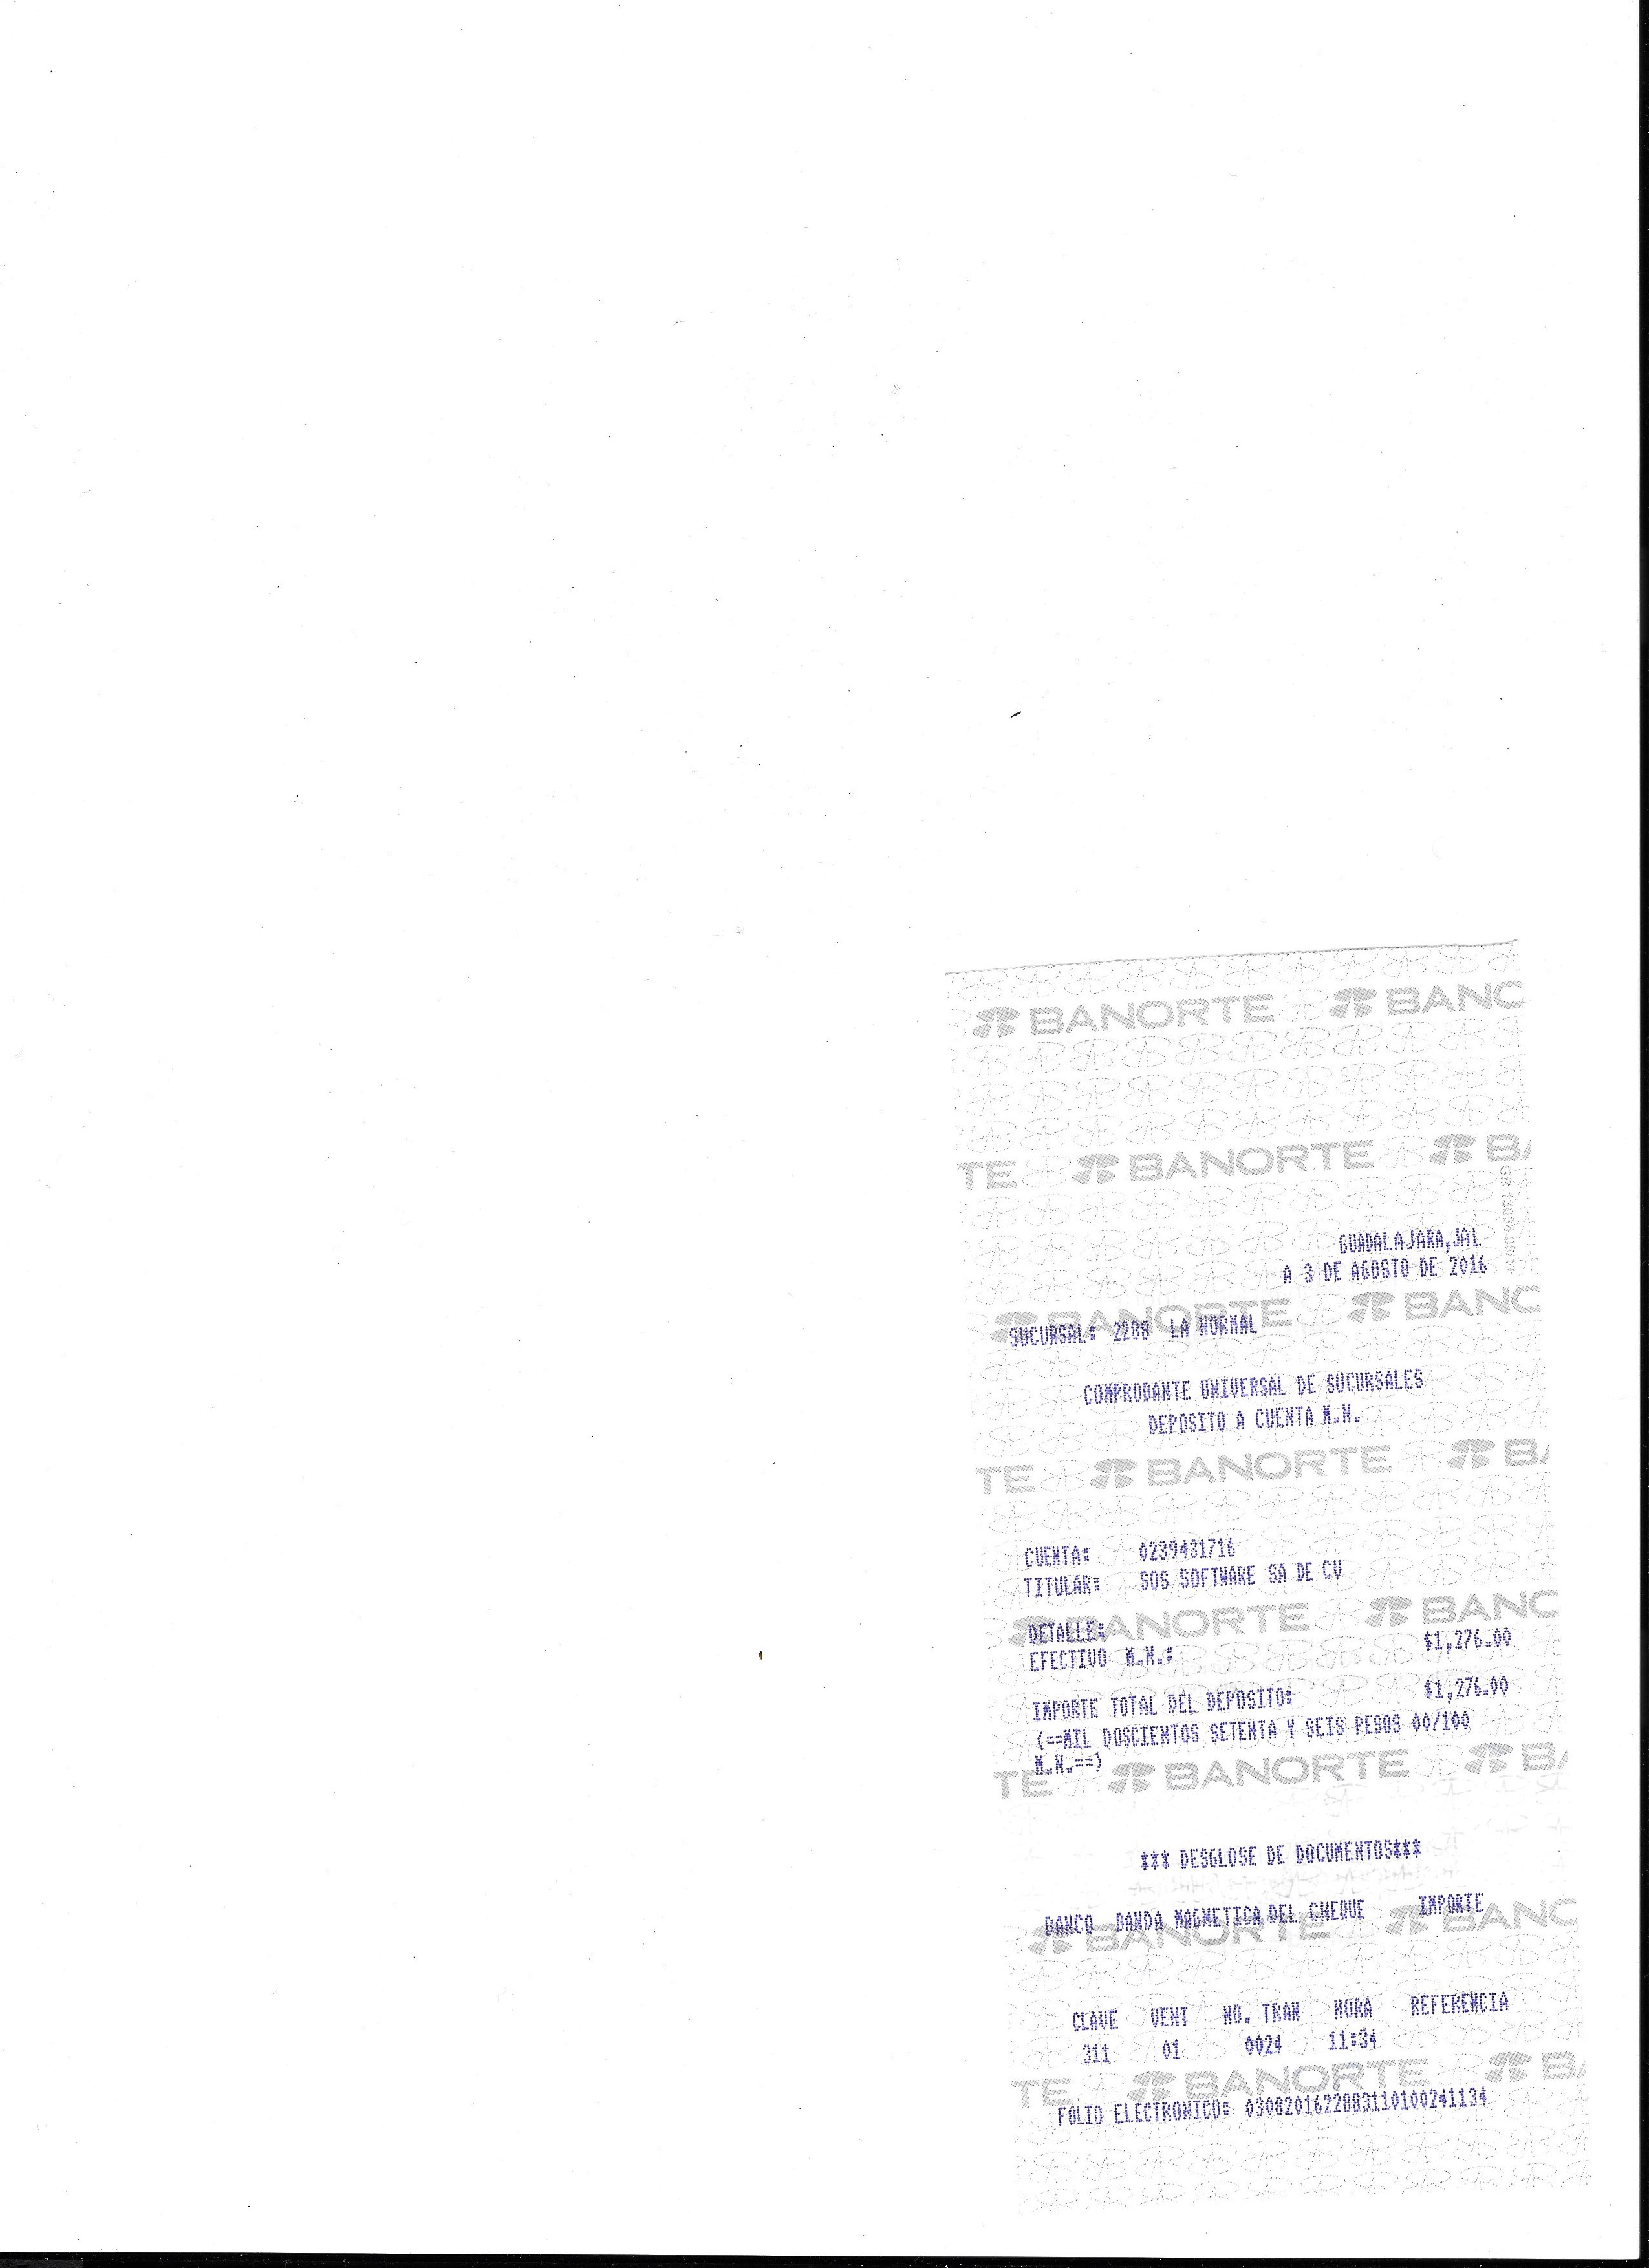 GUADALAJARA,JAL
A 3 DE AGOSTO DE 2016
SUCURSAL: 2288 LA NORMAL
COMPROBANTE UNIVERSAL DE SUCURSALES
DEPOSITO A CUENTA M.N.
CUENTA: 0239431716
TITULAR: SOS SOFTWARE SA DE CV
DETALLE:
EFECTIVO M.N.: $1,276.00
IMPORTE TOTAL DEL DEPOSITO: $1,276.00
(==MIL DOSCIENTOS SETENTA Y SEIS PESOS 00/100
M.N.==)
*** DESGLOSE DE DOCUMENTOS***
BANCO BANDA MAGNETICA DEL CHEQUE IMPORTE
CLAVE VENT NO. TRAN HORA REFERENCIA
311 01 0024 11:34
FOLIO ELECTRONICO:
GB 13038 08/11
BANORTE